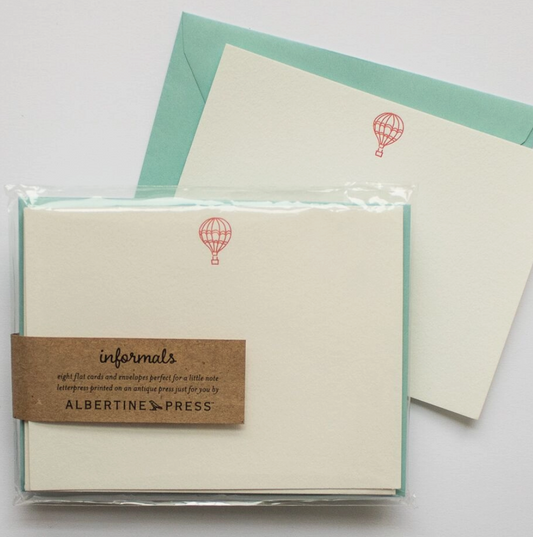 informals
eight flat cards and envelopes perfect for a little note
letterpress printed on an antique press just for you by
ALBERTINE PRESS